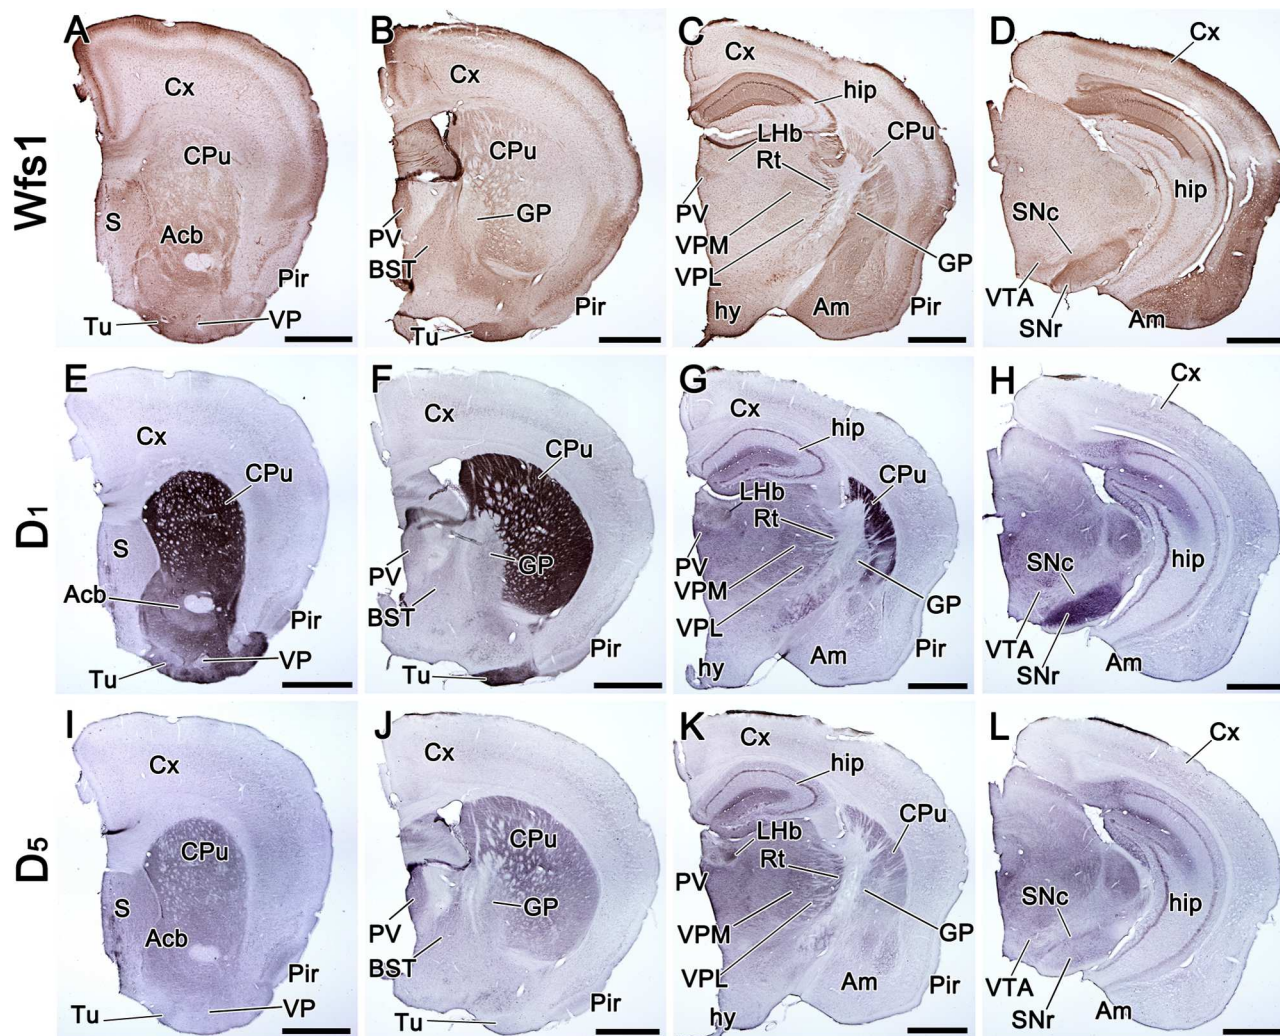 Wfs1
A
Cx
CPu
S
Acb
Pir
Tu
VP
B
Cx
CPu
GP
PV
BST
Pir
Tu
C
Cx
hip
LHb
CPu
Rt
PV
VPM
VPL
GP
hy
Am
Pir
D
Cx
hip
SNc
VTA
SNr
Am
D1
E
Cx
CPu
S
Acb
Pir
VP
Tu
F
Cx
CPu
GP
PV
BST
Pir
Tu
G
Cx
hip
LHb
CPu
Rt
PV
VPM
GP
VPL
Pir
hy
Am
H
Cx
SNc
hip
VTA
SNr
Am
D5
I
Cx
CPu
S
Acb
Pir
Tu
VP
J
Cx
CPu
GP
PV
BST
Pir
Tu
K
Cx
hip
CPu
LHb
Rt
PV
VPM
GP
VPL
Am
Pir
hy
L
Cx
SNc
hip
VTA
SNr
Am